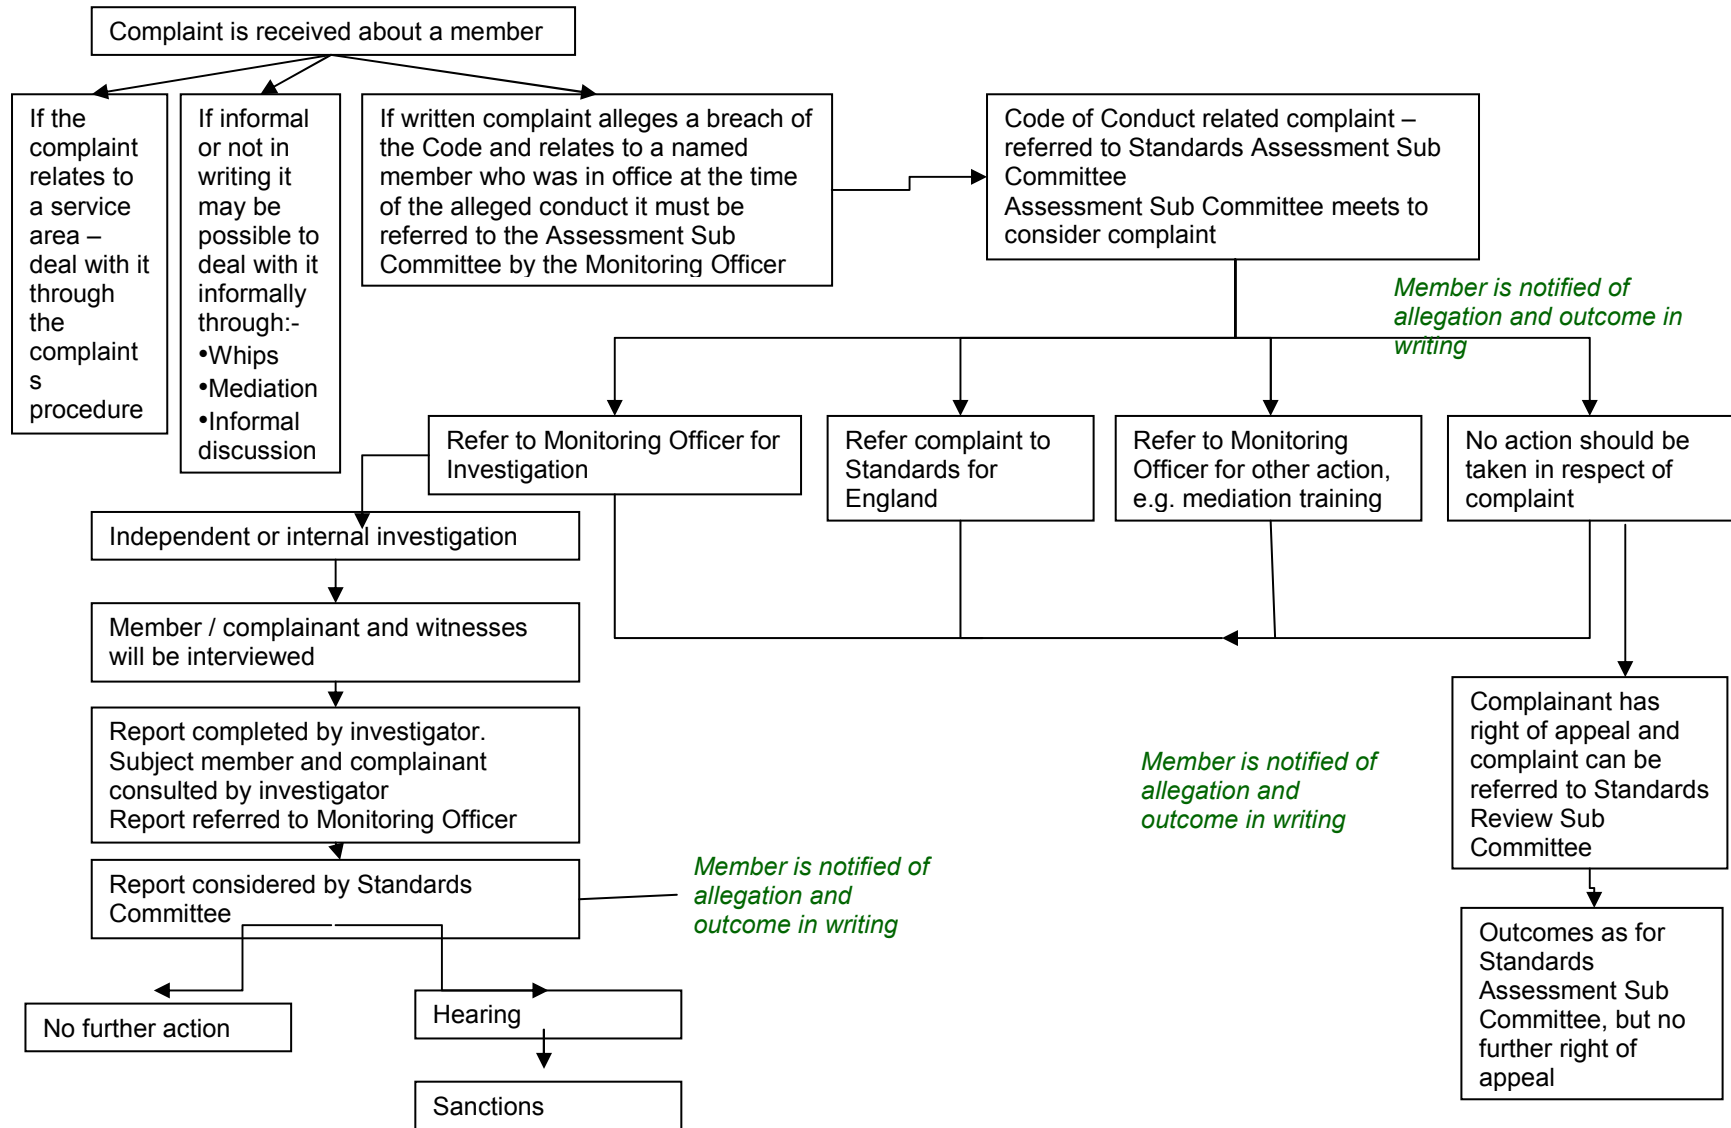 Complaint is received about a member
If the
complaint
relates to
a service
area –
deal with it
through
the
complaint
s
procedure
If informal
or not in
writing it
may be
possible to
deal with it
informally
through:-
•Whips
•Mediation
•Informal
discussion
If written complaint alleges a breach of
the Code and relates to a named
member who was in office at the time
of the alleged conduct it must be
referred to the Assessment Sub
Committee by the Monitoring Officer
Code of Conduct related complaint –
referred to Standards Assessment Sub
Committee
Assessment Sub Committee meets to
consider complaint
Member is notified of
allegation and outcome in
writing
Refer to Monitoring Officer for
Investigation
Refer complaint to
Standards for
England
Refer to Monitoring
Officer for other action,
e.g. mediation training
No action should be
taken in respect of
complaint
Independent or internal investigation
Member / complainant and witnesses
will be interviewed
Report completed by investigator.
Subject member and complainant
consulted by investigator
Report referred to Monitoring Officer
Report considered by Standards
Committee
Member is notified of
allegation and
outcome in writing
Member is notified of
allegation and
outcome in writing
Complainant has
right of appeal and
complaint can be
referred to Standards
Review Sub
Committee
Outcomes as for
Standards
Assessment Sub
Committee, but no
further right of
appeal
No further action
Hearing
Sanctions